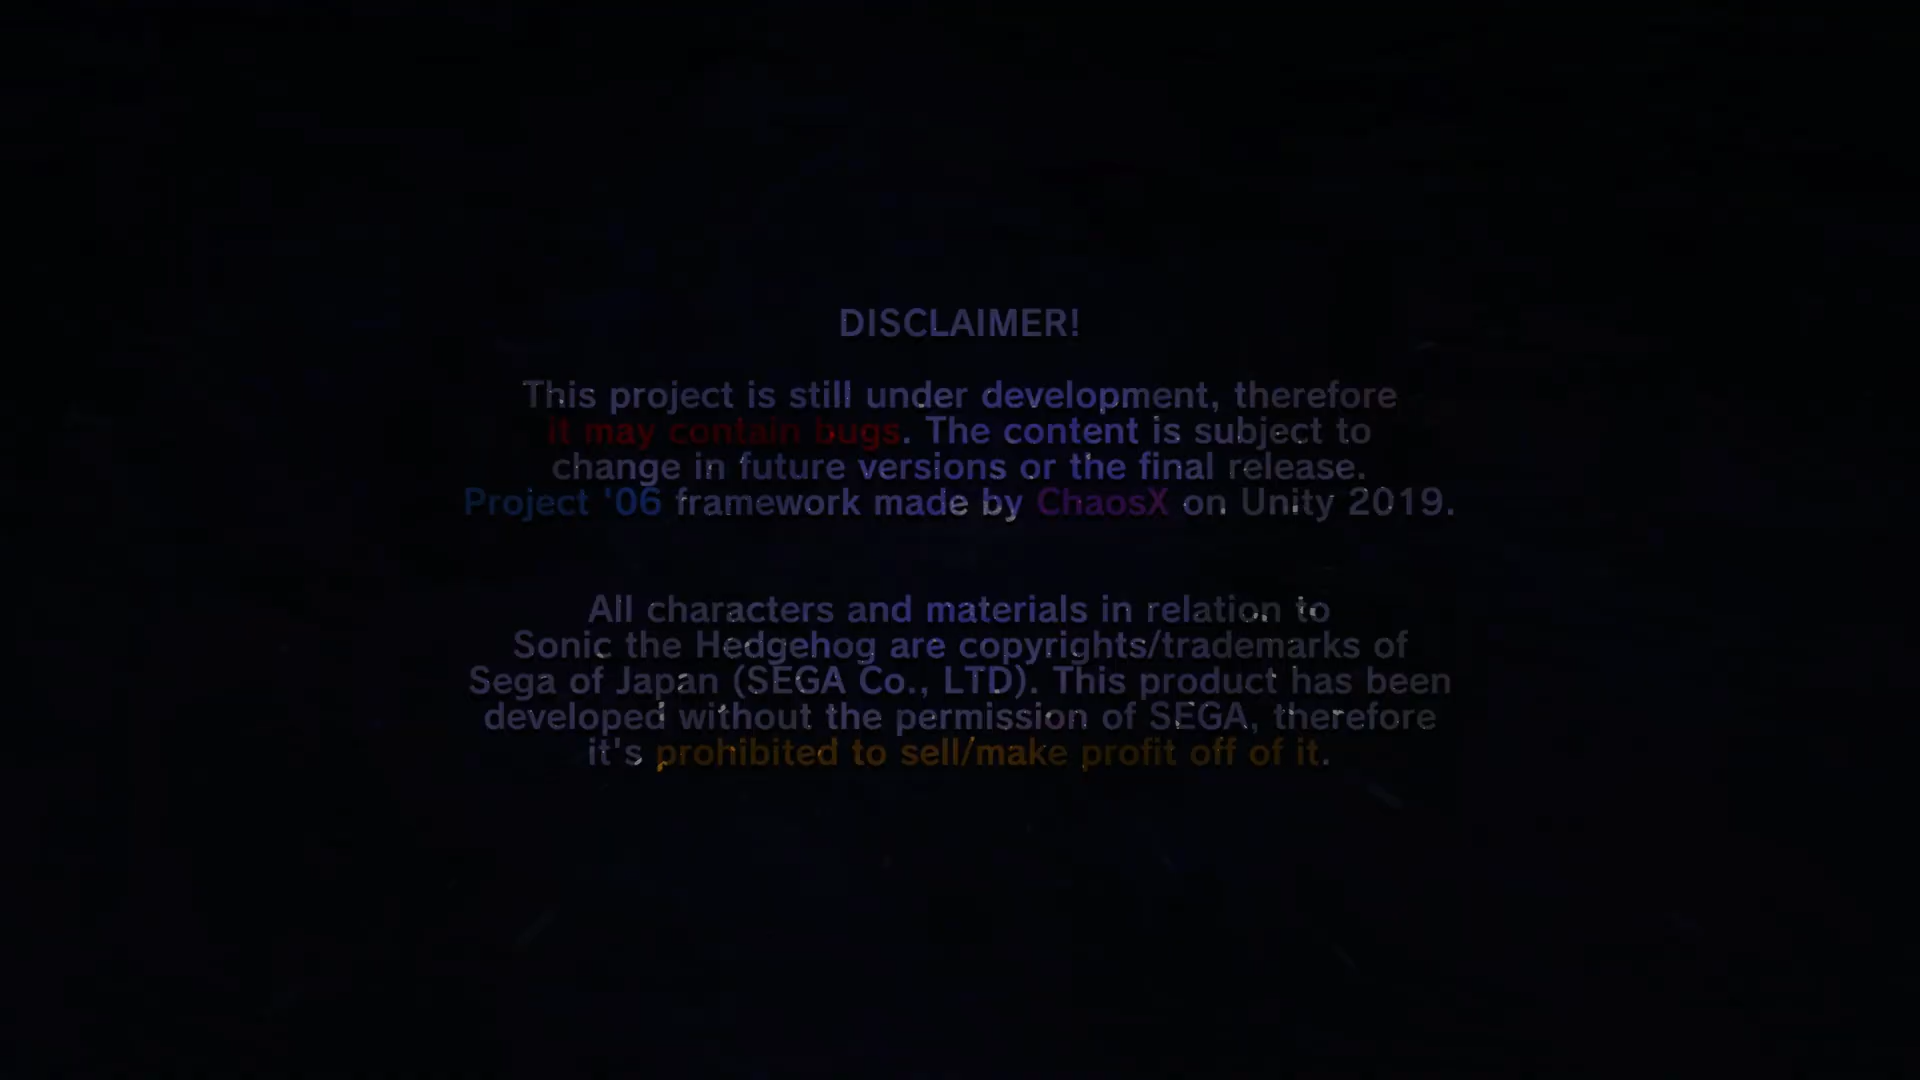 DISCLAIMER!
This project is still under development, therefore
it may contain bugs. The content is subject to
change in future versions or the final release.
Project '06 framework made by ChaosX on Unity 2019.
All characters and materials in relation to
Sonic the Hedgehog are copyrights/trademarks of
Sega of Japan (SEGA Co., LTD). This product has been
developed without the permission of SEGA, therefore
it's prohibited to sell/make profit off of it.